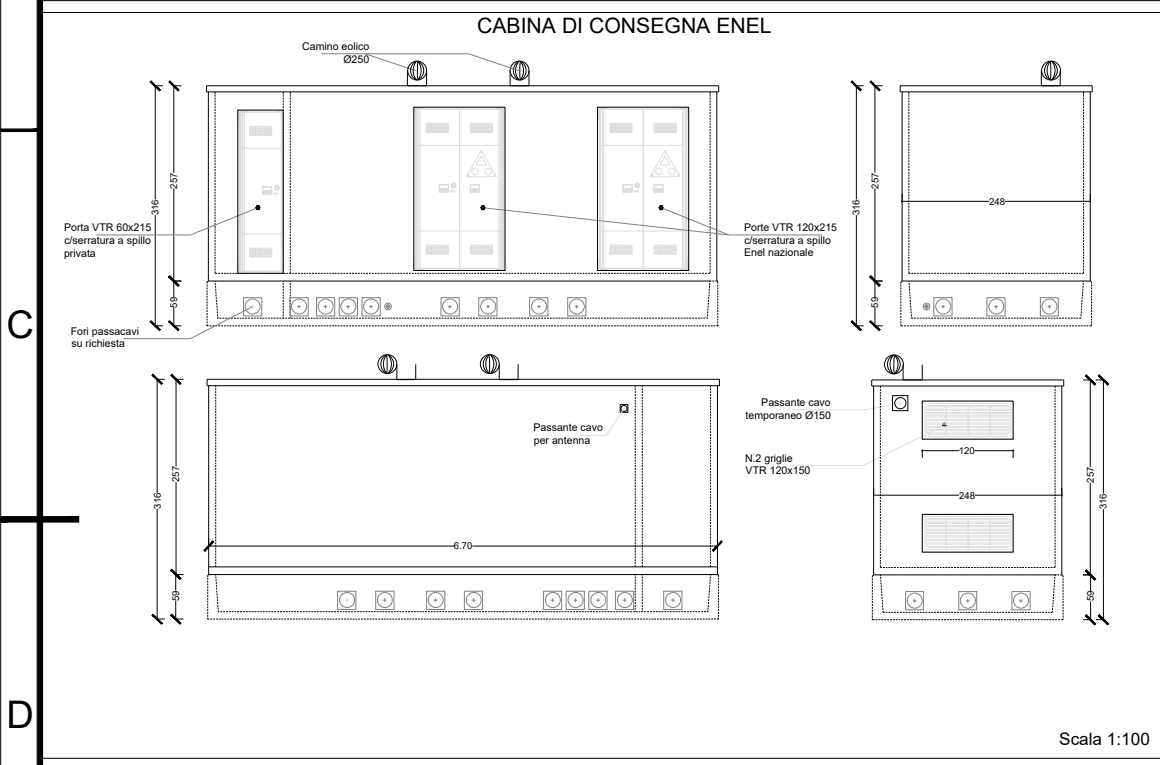 CABINA DI CONSEGNA ENEL
Camino eolico
Ø250
316
257
59
Porta VTR 60x215
c/serratura a spillo
privata
Porte VTR 120x215
c/serratura a spillo
Enel nazionale
Fori passacavi
su richiesta
316
257
59
248
C
316
257
59
Passante cavo
per antenna
6.70
Passante cavo
temporaneo Ø150
N.2 griglie
VTR 120x150
120
248
257
59
316
D
Scala 1:100